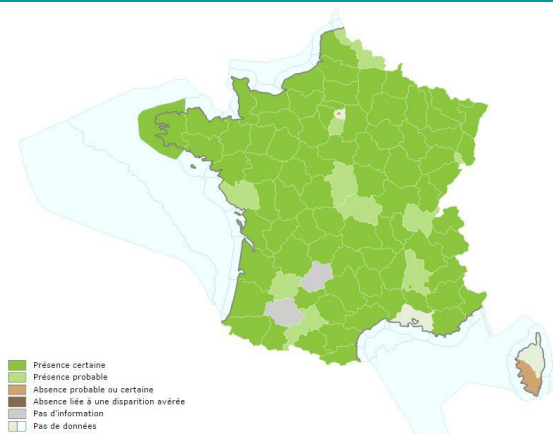 Présence certaine
Présence probable
Absence probable ou certaine
Absence liée à une disparition avérée
Pas d'information
Pas de données